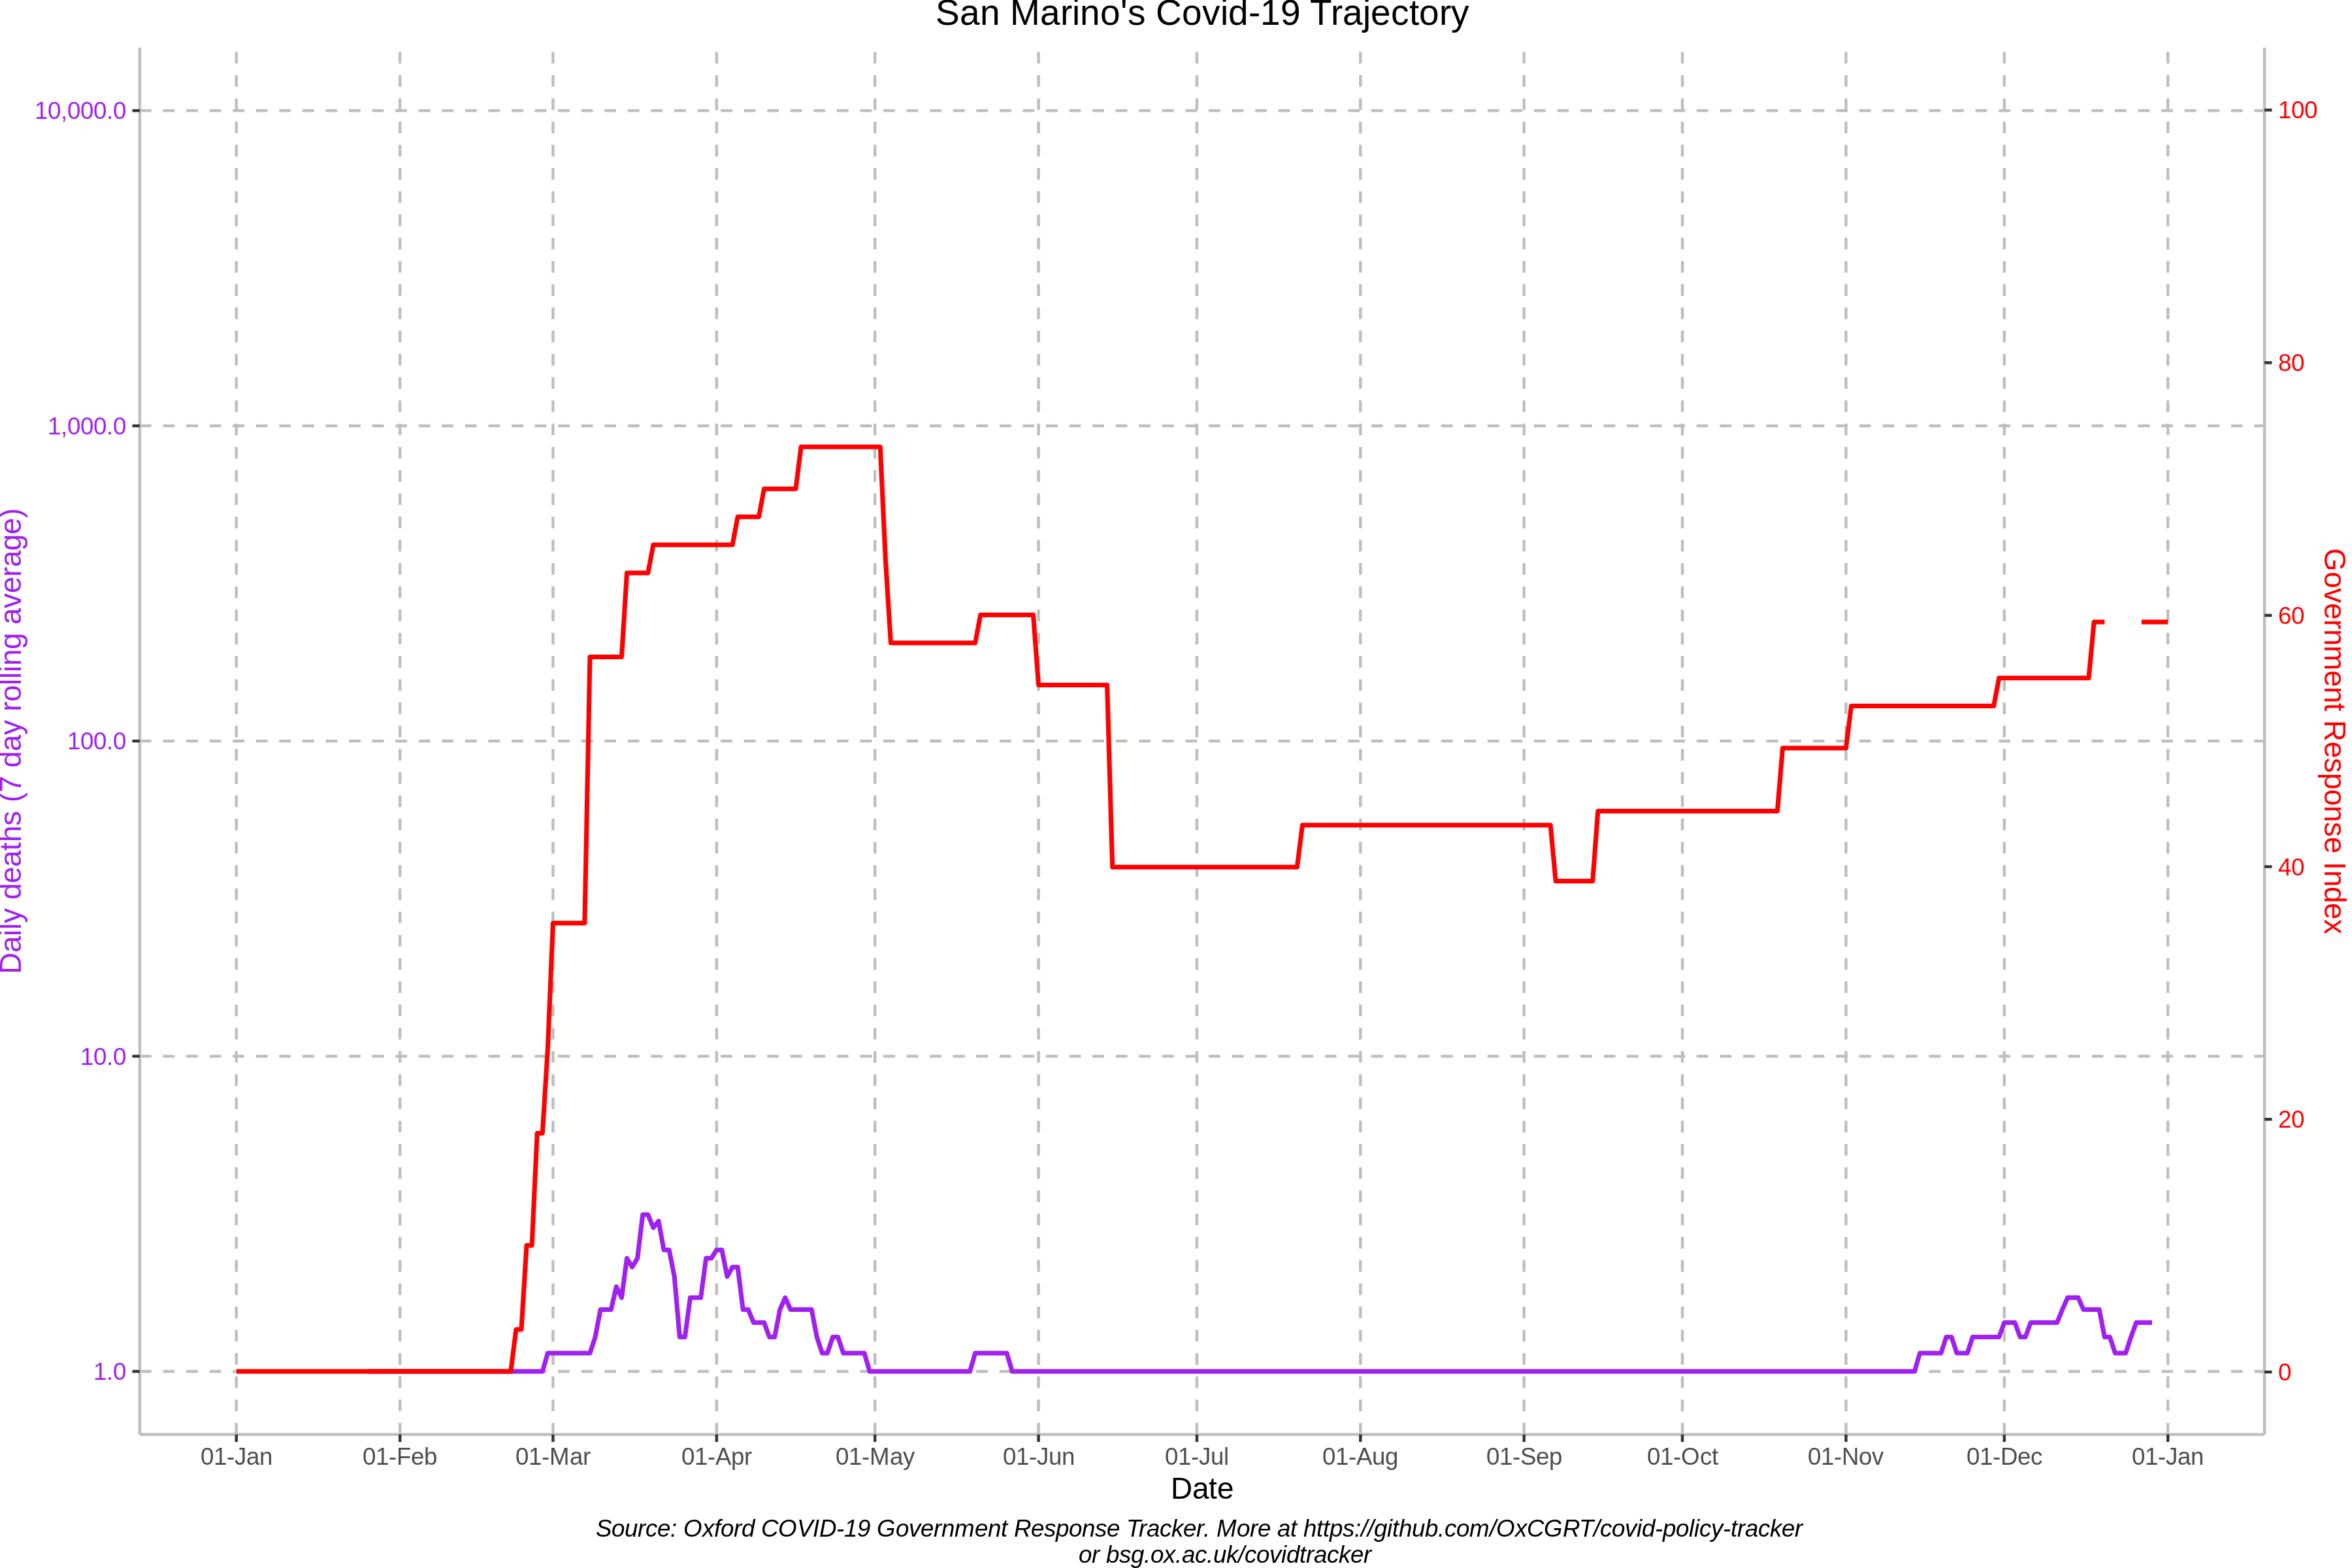 San Marino's Covid-19 Trajectory
10,000.0
1,000.0
100.0
10.0
1.0
Daily deaths (7 day rolling average)
100
80
60
40
20
0
Government Response Index
01-Jan 01-Feb 01-Mar 01-Apr 01-May 01-Jun 01-Jul 01-Aug 01-Sep 01-Oct 01-Nov 01-Dec 01-Jan
Date
Source: Oxford COVID-19 Government Response Tracker. More at https://github.com/OxCGRT/covid-policy-tracker
or bsg.ox.ac.uk/covidtracker